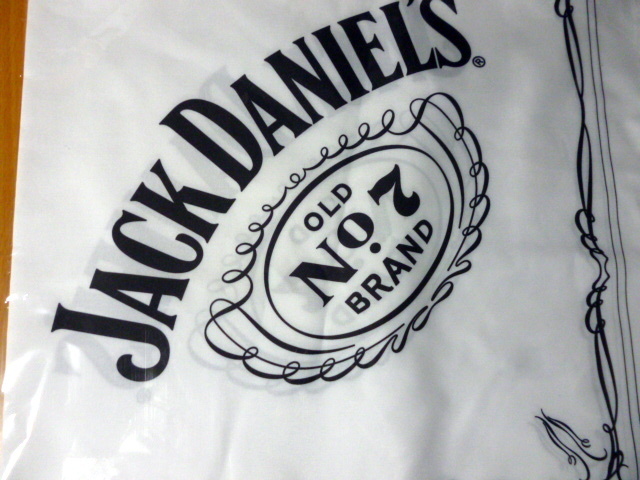 JACK DANIEL'S®
OLD
No. 7
BRAND